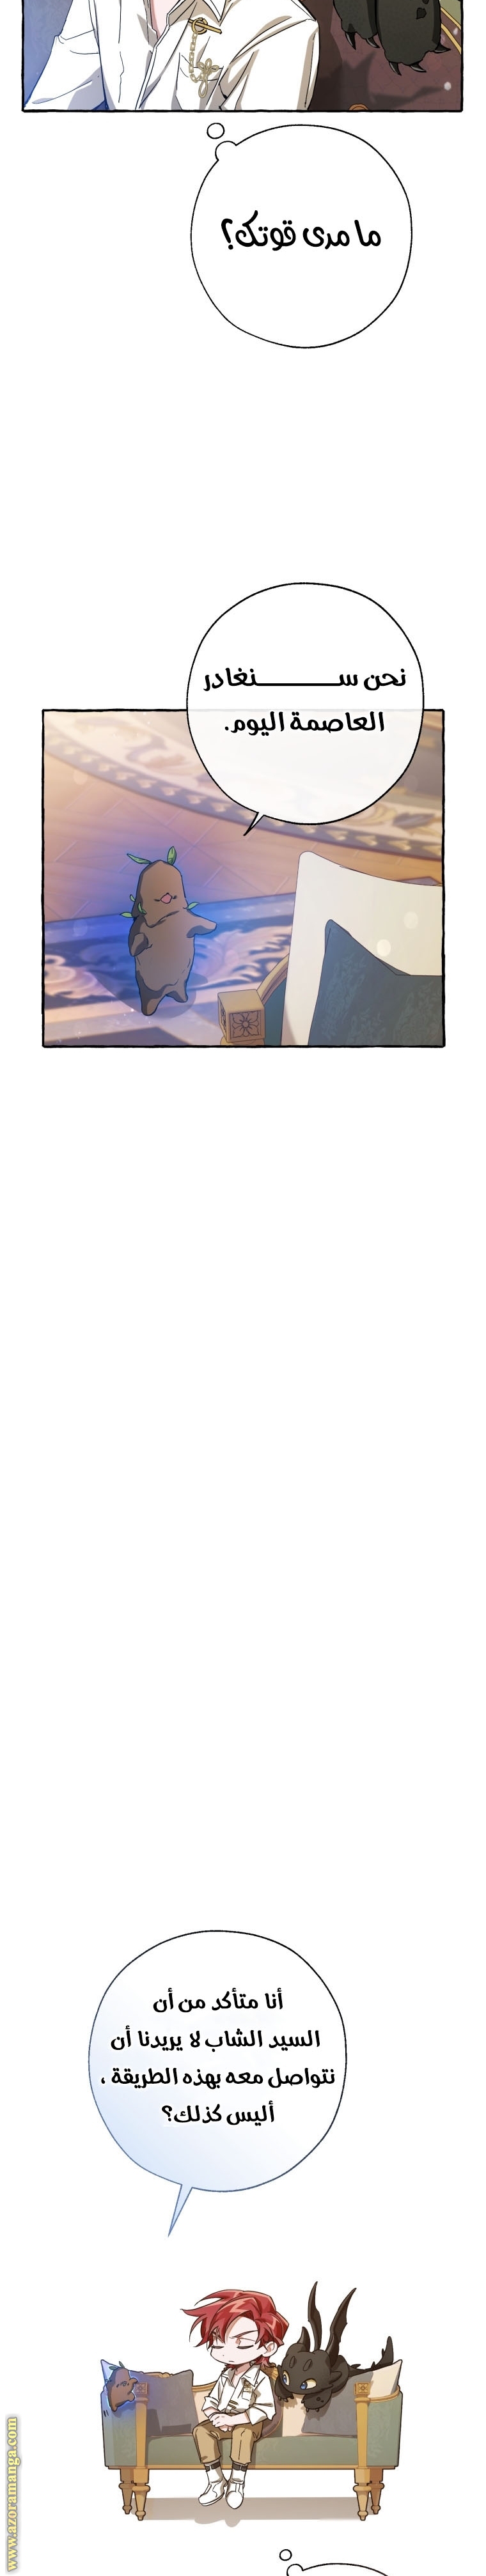 ما مدى قوتك؟
نحن ســـــــنغادر
العاصمة اليوم.
أنا متأكد من أن
السيد الشاب لا يريدنا أن
نتواصل معه بهذه الطريقة ،
أليس كذلك؟
www.azoramanga.com